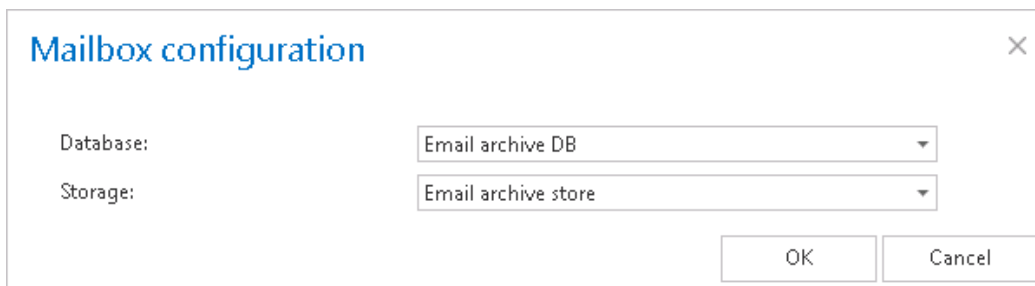 Mailbox configuration
Database: Email archive DB
Storage: Email archive store
OK Cancel